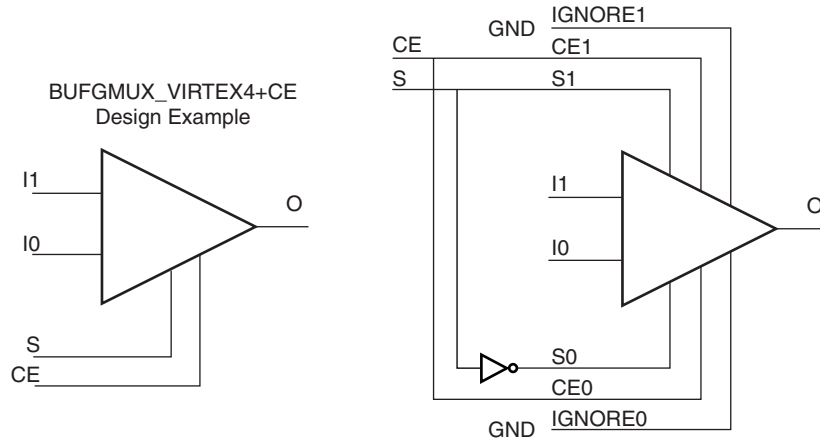 BUFGMUX_VIRTEX4+CE
Design Example
I1
I0
O
S
CE
GND
IGNORE1
CE
CE1
S
S1
I1
I0
O
S0
CE0
GND
IGNORE0